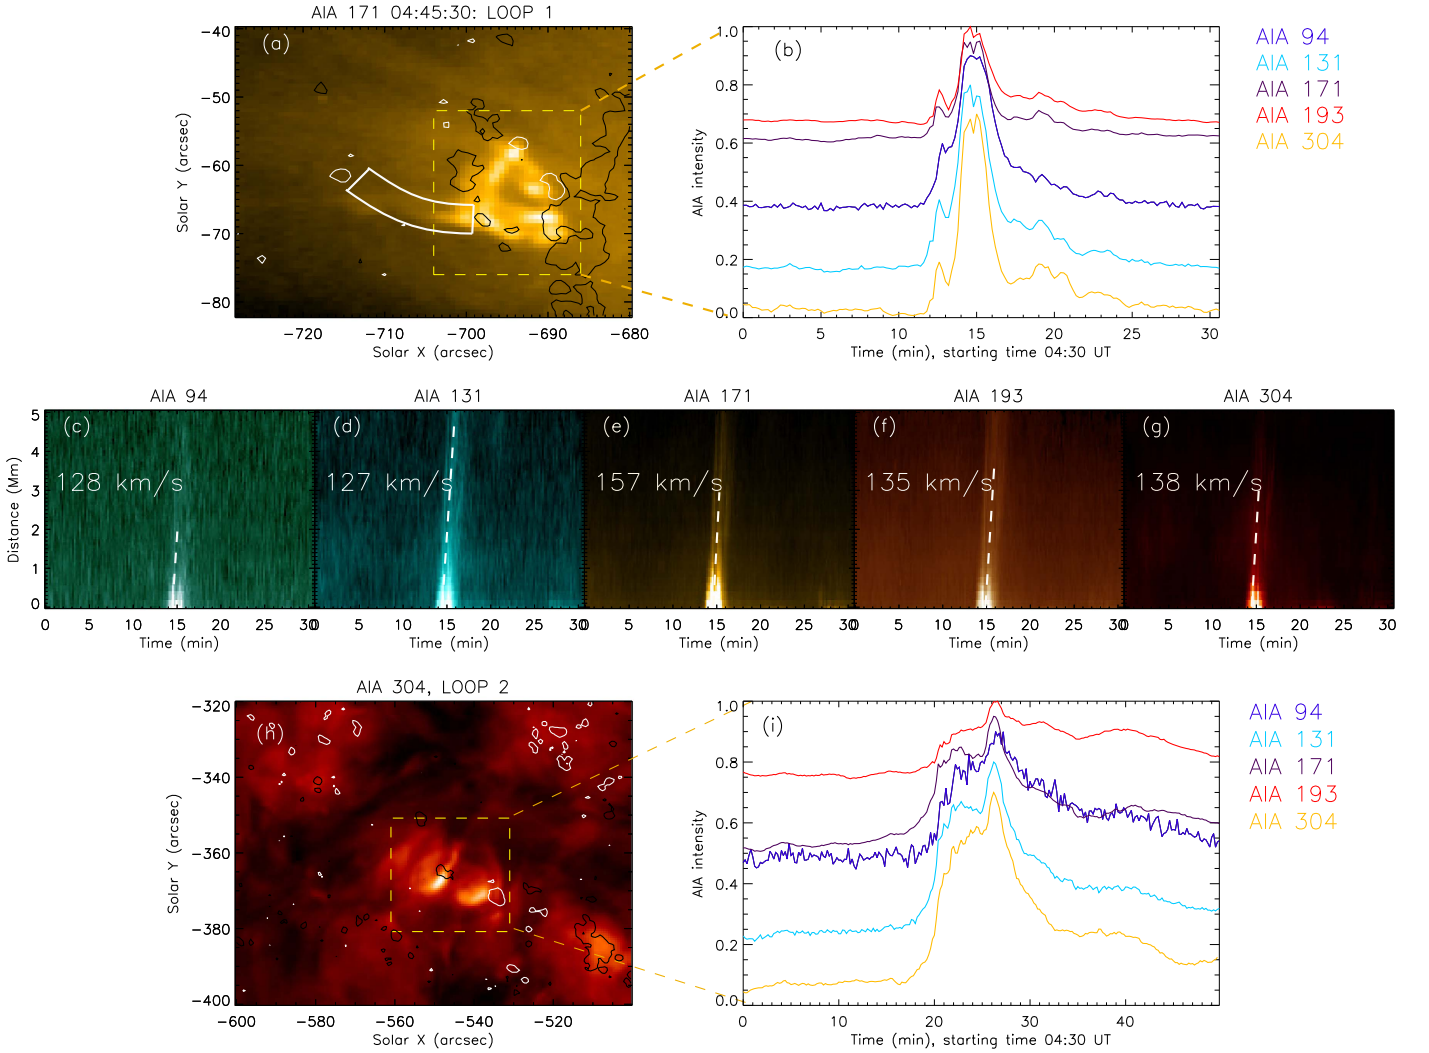 AIA 171 04:45:30: LOOP 1
(a)
Solar Y (arcsec)
−40
−50
−60
−70
−80
−720 −710 −700 −690 −680
Solar X (arcsec)
(b)
AIA intensity
1.0
0.8
0.6
0.4
0.2
0.0
0 5 10 15 20 25 30
Time (min), starting time 04:30 UT
AIA 94
AIA 131
AIA 171
AIA 193
AIA 304
AIA 94
AIA 131
AIA 171
AIA 193
AIA 304
(c)
(d)
(e)
(f)
(g)
128 km/s
127 km/s
157 km/s
135 km/s
138 km/s
Distance (Mm)
5
4
3
2
1
0
0 5 10 15 20 25 30
0 5 10 15 20 25 30
0 5 10 15 20 25 30
0 5 10 15 20 25 30
0 5 10 15 20 25 30
Time (min)
Time (min)
Time (min)
Time (min)
Time (min)
AIA 304, LOOP 2
(h)
Solar Y (arcsec)
−320
−340
−360
−380
−400
−600 −580 −560 −540 −520
Solar X (arcsec)
(i)
AIA intensity
1.0
0.8
0.6
0.4
0.2
0.0
0 10 20 30 40
Time (min), starting time 04:30 UT
AIA 94
AIA 131
AIA 171
AIA 193
AIA 304